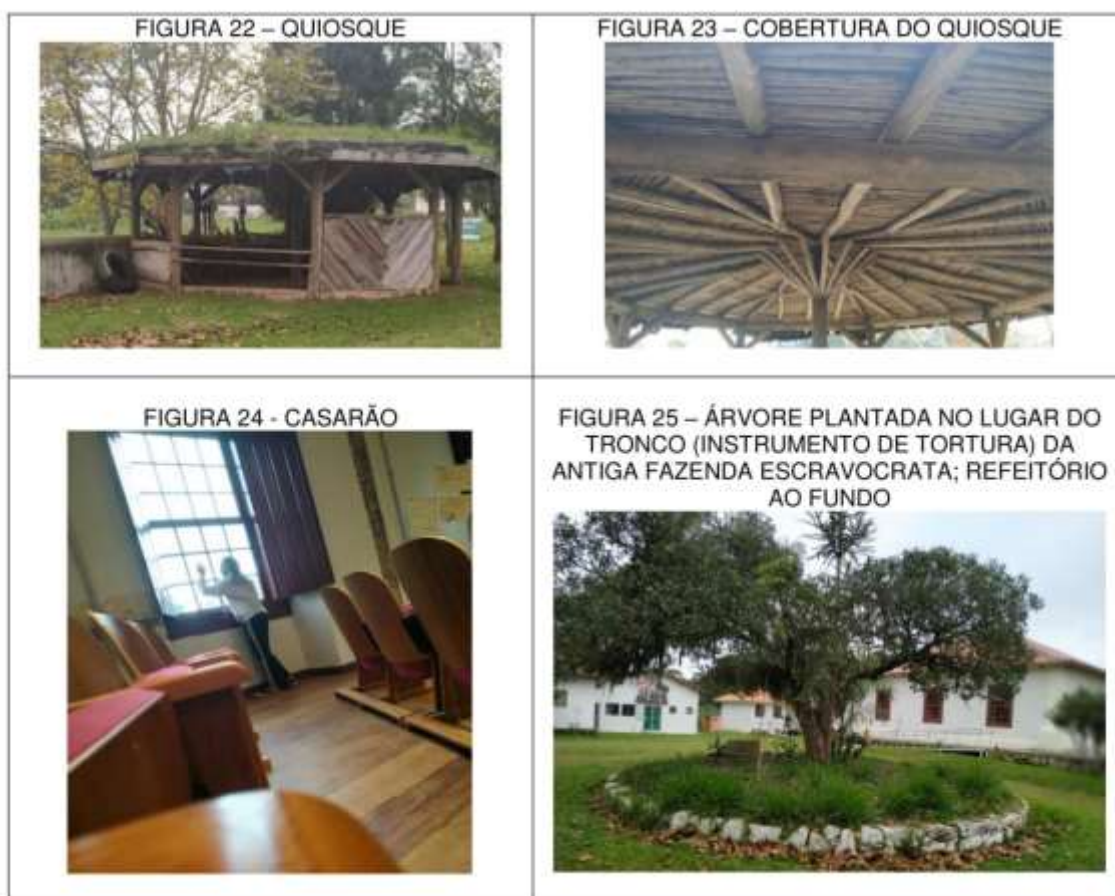 FIGURA 22 – QUIOSQUE
FIGURA 23 – COBERTURA DO QUIOSQUE
FIGURA 24 - CASARÃO
FIGURA 25 – ÁRVORE PLANTADA NO LUGAR DO
TRONCO (INSTRUMENTO DE TORTURA) DA
ANTIGA FAZENDA ESCRAVOCRATA; REFEITÓRIO
AO FUNDO